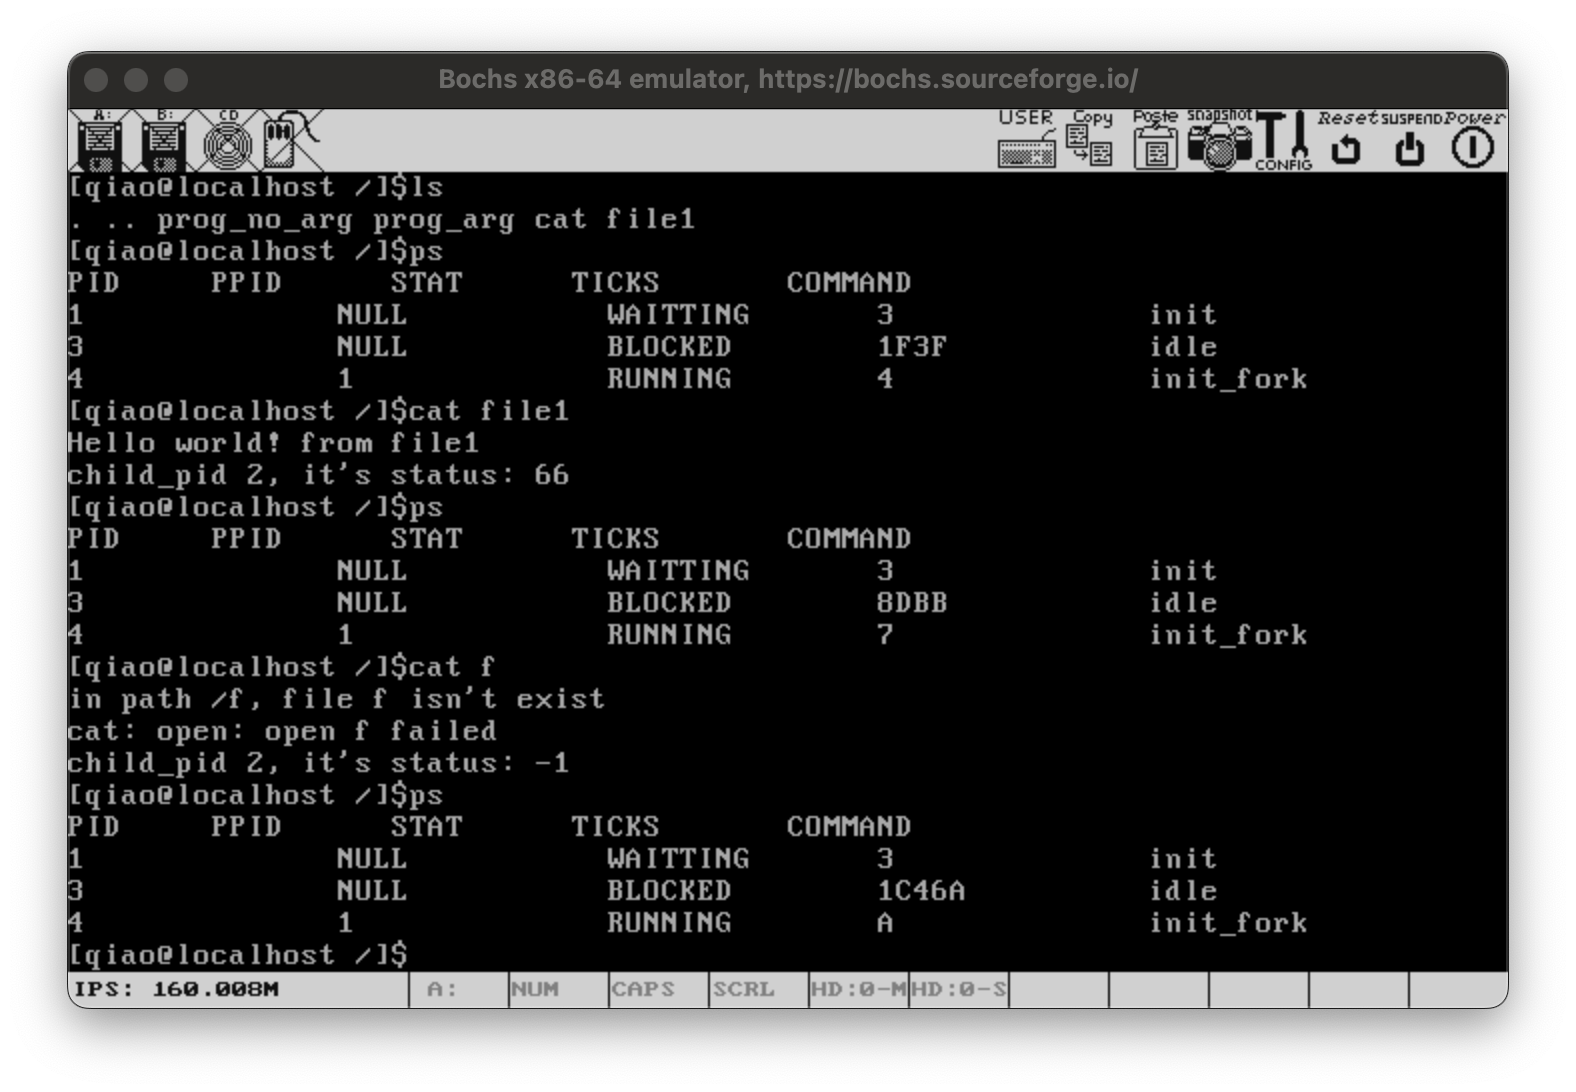 Bochs x86-64 emulator, https://bochs.sourceforge.io/
A: B: CD USER Copy Paste snapshot CONFIG Reset SUSPEND Power
[qiao@localhost /]$ls
. .. prog_no_arg prog_arg cat file1
[qiao@localhost /]$ps
PID PPID STAT TICKS COMMAND
1 NULL WAITTING 3 init
3 NULL BLOCKED 1F3F idle
4 1 RUNNING 4 init_fork
[qiao@localhost /]$cat file1
Hello world! from file1
child_pid 2, it's status: 66
[qiao@localhost /]$ps
PID PPID STAT TICKS COMMAND
1 NULL WAITTING 3 init
3 NULL BLOCKED 8DBB idle
4 1 RUNNING 7 init_fork
[qiao@localhost /]$cat f
in path /f, file f isn't exist
cat: open: open f failed
child_pid 2, it's status: -1
[qiao@localhost /]$ps
PID PPID STAT TICKS COMMAND
1 NULL WAITTING 3 init
3 NULL BLOCKED 1C46A idle
4 1 RUNNING A init_fork
[qiao@localhost /]$
IPS: 160.008M A: NUM CAPS SCRL HD:0-M HD:0-S